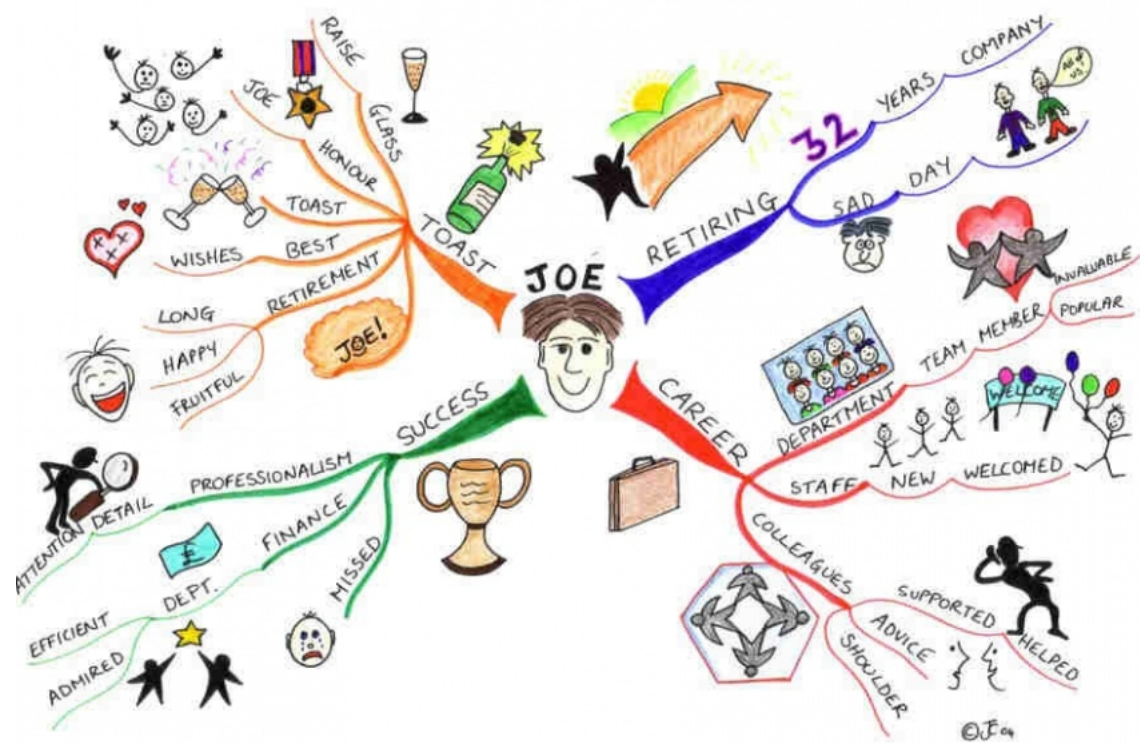 JOE
RETIRING
32
YEARS
COMPANY
SAD
DAY
All of
us!
CAREER
DEPARTMENT
TEAM
MEMBER
INVALUABLE
POPULAR
STAFF
NEW
WELCOMED
WELCOME
COLLEAGUES
SUPPORTED
HELPED
ADVICE
SHOULDER
SUCCESS
PROFESSIONALISM
DETAIL
ATTENTION
FINANCE
DEPT.
EFFICIENT
ADMIRED
£
MISSED
TOAST
RAISE
GLASS
JOE
HONOUR
TOAST
BEST
WISHES
RETIREMENT
LONG
HAPPY
FRUITFUL
JOE!
©JE 04